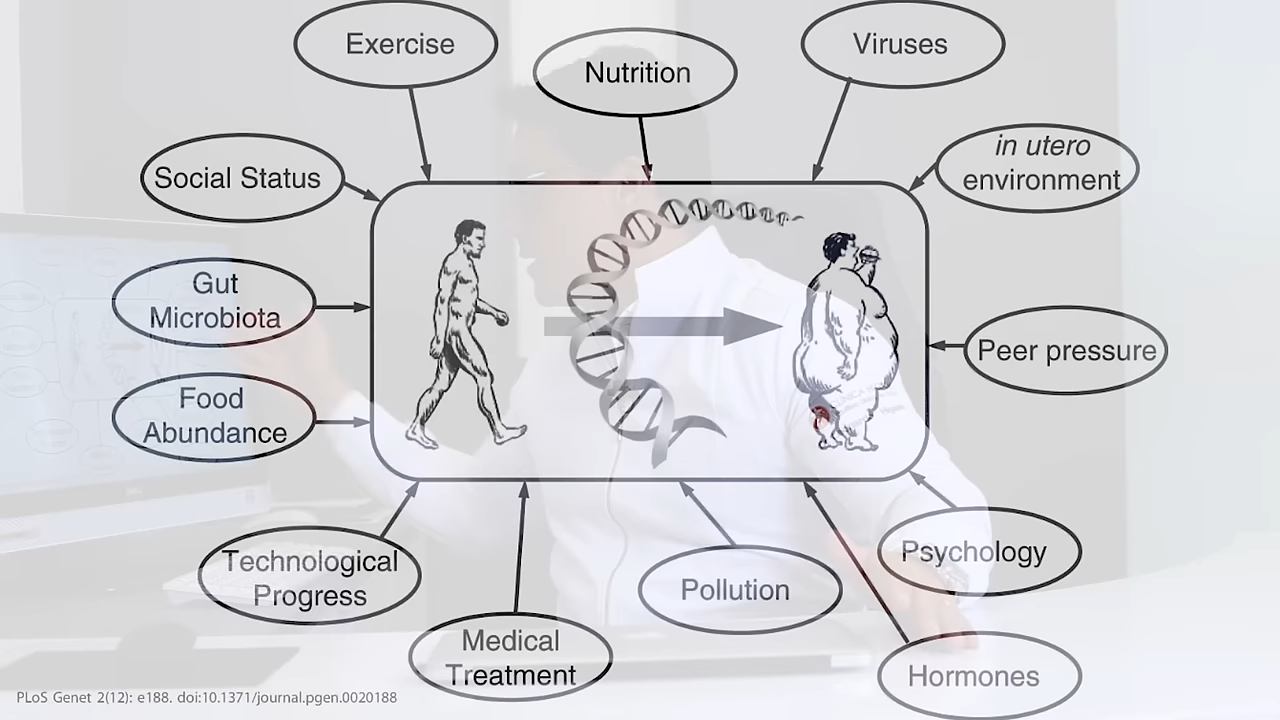 Exercise
Nutrition
Viruses
Social Status
in utero
environment
Gut
Microbiota
Peer pressure
Food
Abundance
Technological
Progress
Psychology
Pollution
Medical
Treatment
Hormones
PLoS Genet 2(12): e188. doi:10.1371/journal.pgen.0020188